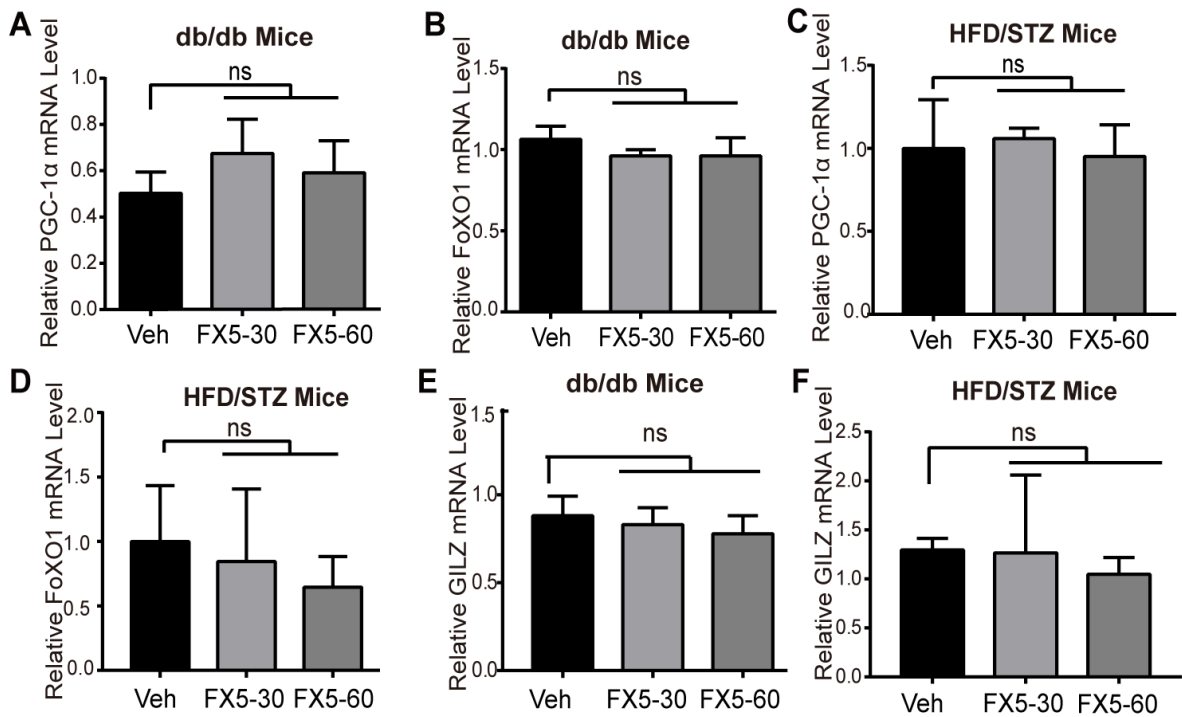 A
db/db Mice
ns
Relative PGC-1α mRNA Level
1.0
0.8
0.6
0.4
0.2
0.0
Veh FX5-30 FX5-60
B
db/db Mice
ns
Relative FoXO1 mRNA Level
1.5
1.0
0.5
0.0
Veh FX5-30 FX5-60
C
HFD/STZ Mice
ns
Relative PGC-1α mRNA Level
1.5
1.0
0.5
0.0
Veh FX5-30 FX5-60
D
HFD/STZ Mice
ns
Relative FoXO1 mRNA Level
2.0
1.5
1.0
0.5
0.0
Veh FX5-30 FX5-60
E
db/db Mice
ns
Relative GILZ mRNA Level
1.5
1.0
0.5
0.0
Veh FX5-30 FX5-60
F
HFD/STZ Mice
ns
Relative GILZ mRNA Level
2.5
2.0
1.5
1.0
0.5
0.0
Veh FX5-30 FX5-60